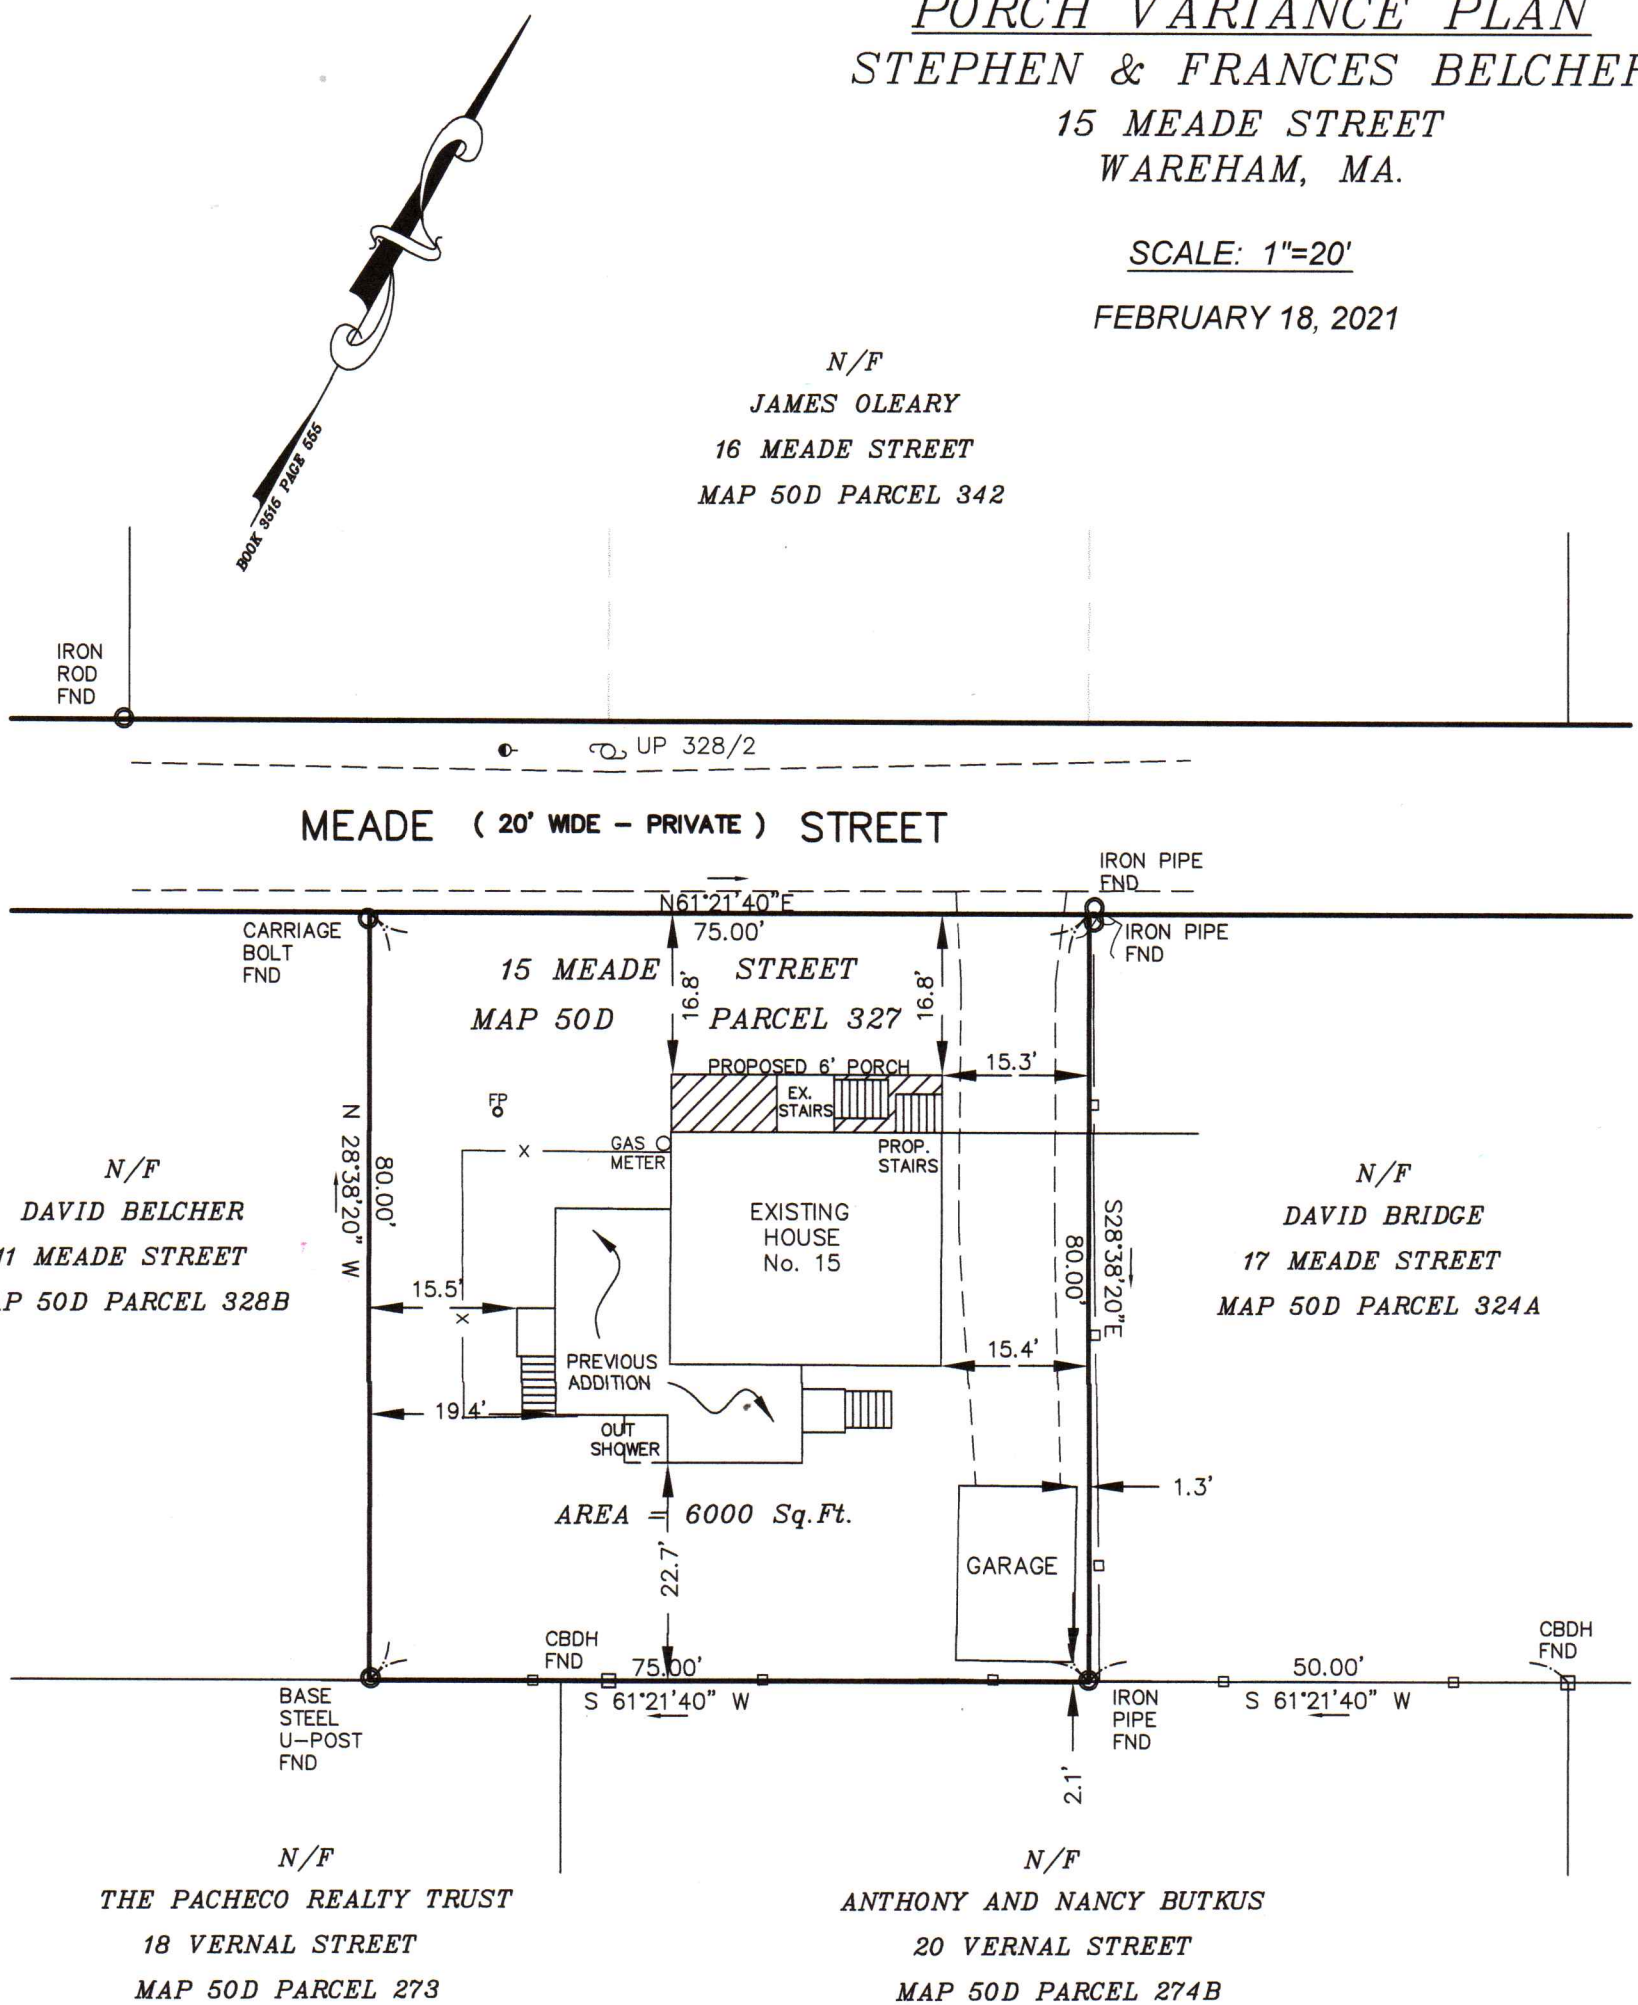 PORCH VARIANCE PLAN
STEPHEN & FRANCES BELCHER
15 MEADE STREET
WAREHAM, MA.
SCALE: 1"=20'
FEBRUARY 18, 2021
BOOK 3516 PAGE 555
N/F
JAMES OLEARY
16 MEADE STREET
MAP 50D PARCEL 342
IRON
ROD
FND
UP 328/2
MEADE ( 20' WIDE - PRIVATE ) STREET
IRON PIPE
FND
N61°21'40"E
75.00'
CARRIAGE
BOLT
FND
IRON PIPE
FND
15 MEADE STREET
MAP 50D PARCEL 327
16.8'
16.8'
PROPOSED 6' PORCH
15.3'
EX.
STAIRS
FP
GAS
METER
PROP.
STAIRS
N 28°38'20" W
80.00'
N/F
DAVID BELCHER
11 MEADE STREET
P 50D PARCEL 328B
EXISTING
HOUSE
No. 15
S28°38'20"E
80.00'
N/F
DAVID BRIDGE
17 MEADE STREET
MAP 50D PARCEL 324A
15.5'
X
X
15.4'
PREVIOUS
ADDITION
19.4'
OUT
SHOWER
1.3'
AREA = 6000 Sq.Ft.
22.7'
GARAGE
CBDH
FND
75.00'
S 61°21'40" W
CBDH
FND
50.00'
S 61°21'40" W
BASE
STEEL
U-POST
FND
IRON
PIPE
FND
2.1'
N/F
THE PACHECO REALTY TRUST
18 VERNAL STREET
MAP 50D PARCEL 273
N/F
ANTHONY AND NANCY BUTKUS
20 VERNAL STREET
MAP 50D PARCEL 274B